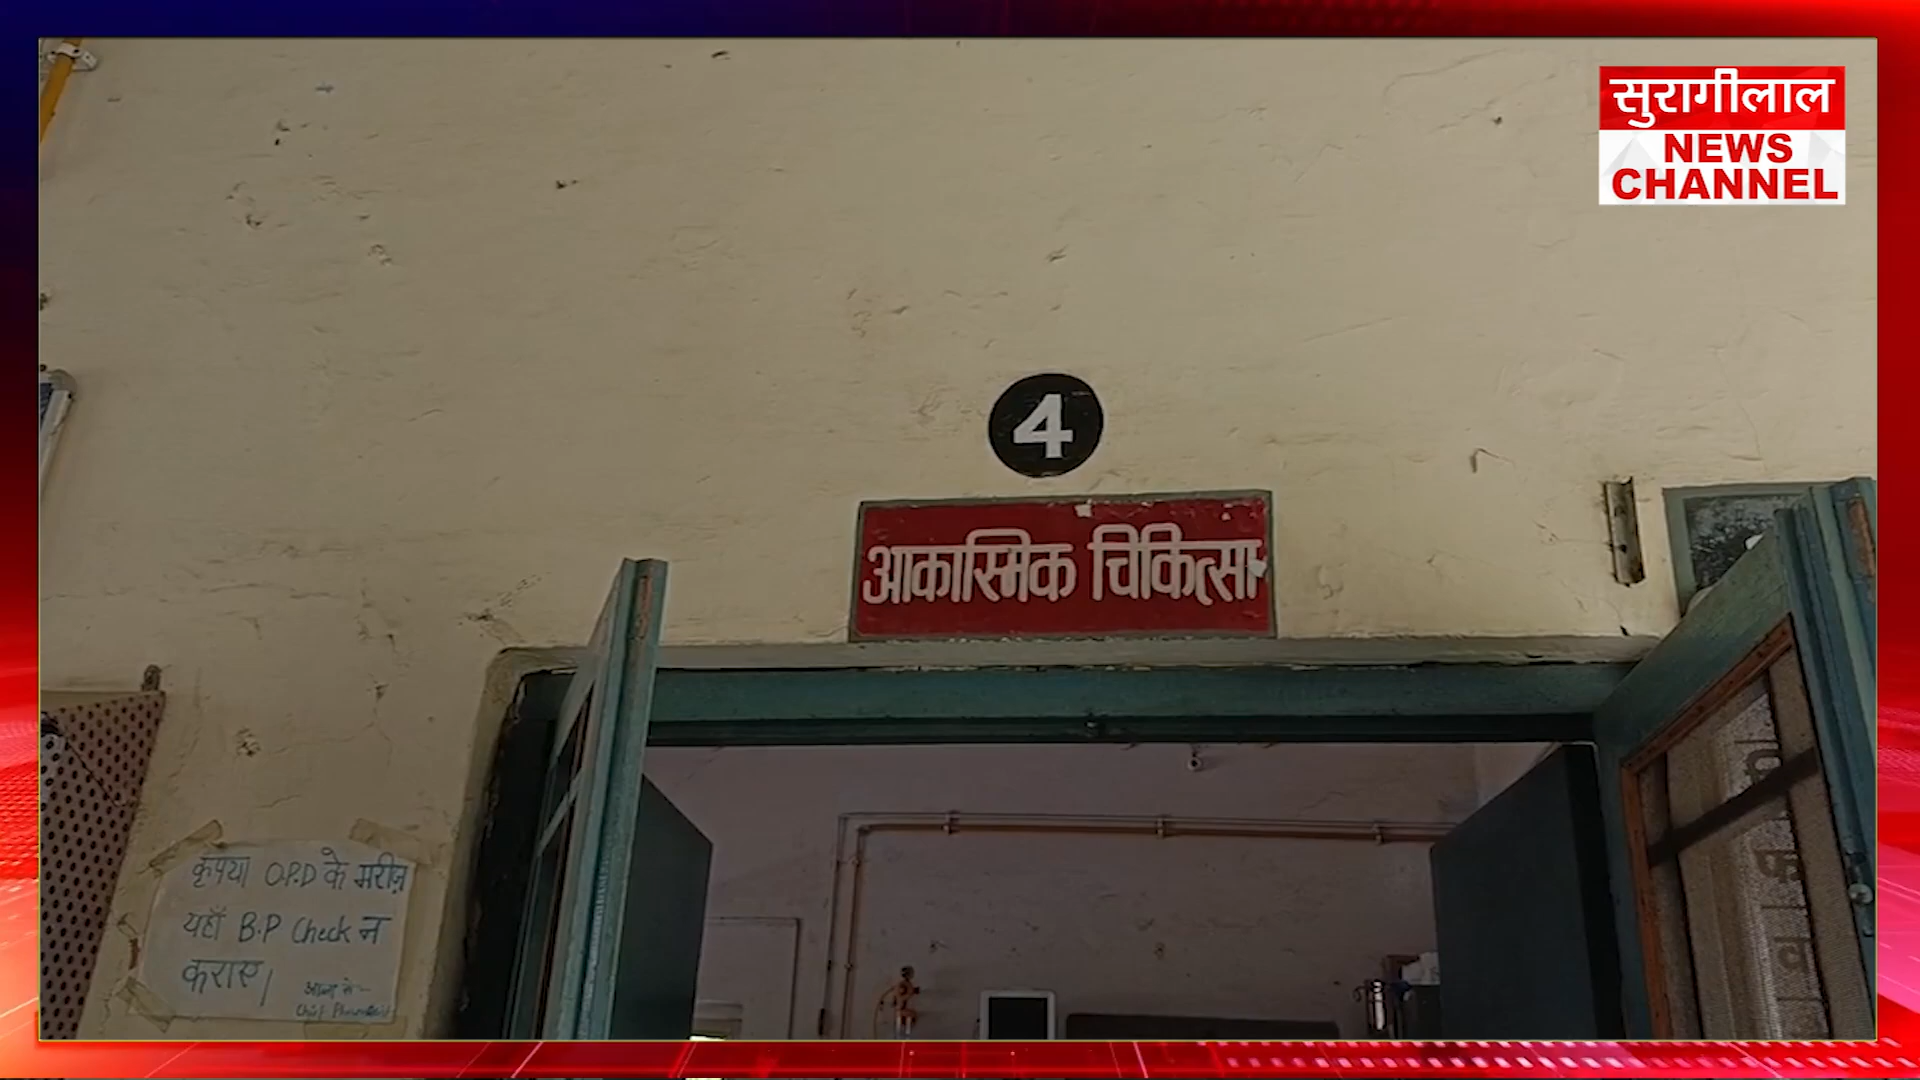 सुरागीलाल
NEWS
CHANNEL
4
आकास्मिक चिकित्सा
कृपया O.P.D के मरीज़
यहाँ B.P Check न
कराए।